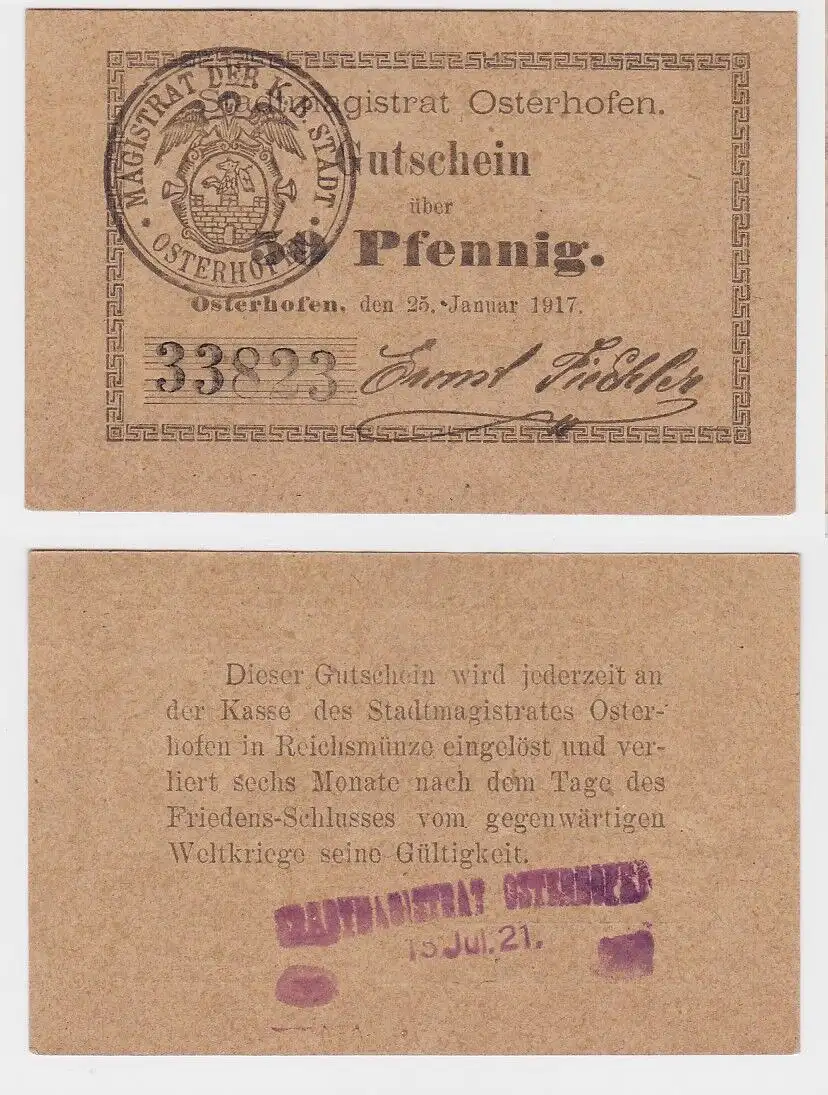 MAGISTRAT DER K. B. STADT
OSTERHOFEN
Stadtmagistrat Osterhofen.
Gutschein
über
50 Pfennig.
Osterhofen, den 25. Januar 1917.
33823
Dieser Gutschein wird jederzeit an
der Kasse des Stadtmagistrates Oster-
hofen in Reichsmünze eingelöst und ver-
liert sechs Monate nach dem Tage des
Friedens-Schlusses vom gegenwärtigen
Weltkriege seine Gültigkeit.
STADTMAGISTRAT OSTERHOFEN
Jul. 21.